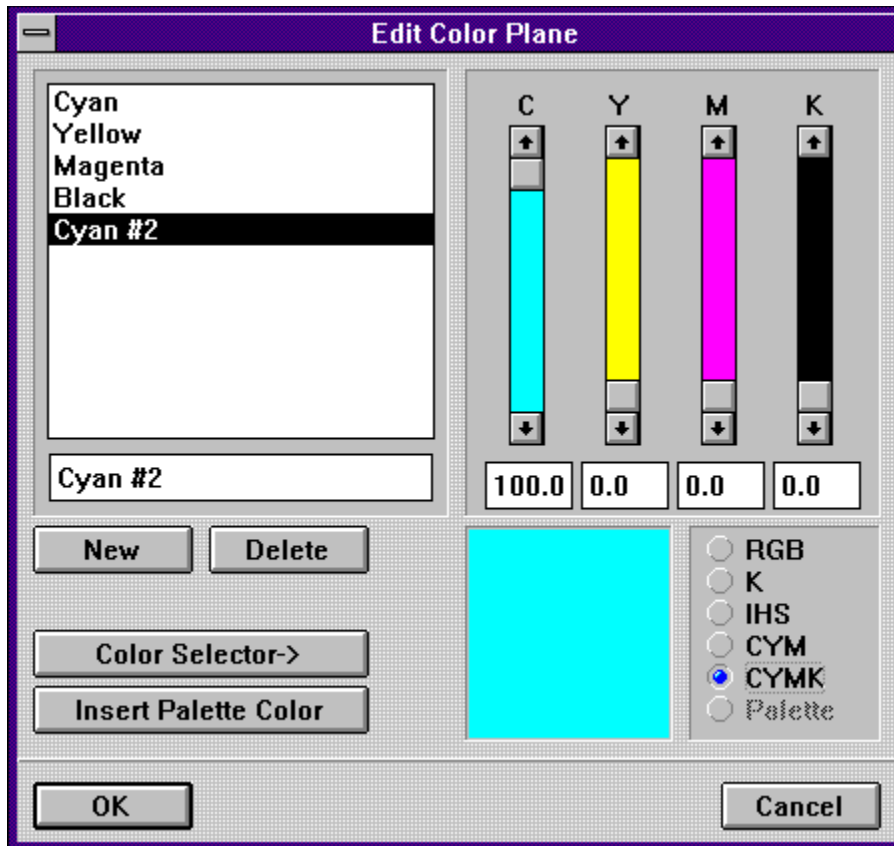 Edit Color Plane
Cyan
Yellow
Magenta
Black
Cyan #2
Cyan #2
C Y M K
100.0 0.0 0.0 0.0
New Delete
Color Selector->
Insert Palette Color
RGB
K
IHS
CYM
CYMK
Palette
OK Cancel